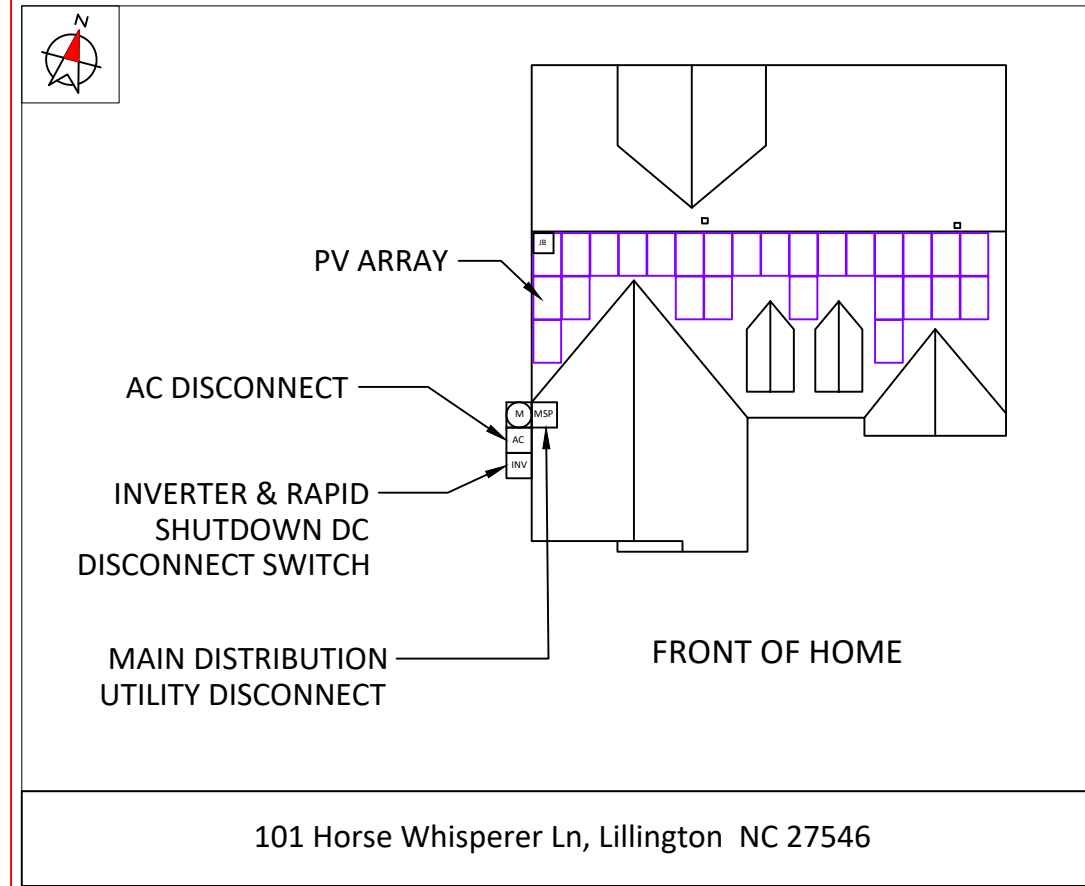 N
JB
PV ARRAY
AC DISCONNECT
M
MSP
AC
INV
INVERTER & RAPID
SHUTDOWN DC
DISCONNECT SWITCH
MAIN DISTRIBUTION
UTILITY DISCONNECT
FRONT OF HOME
101 Horse Whisperer Ln, Lillington  NC 27546